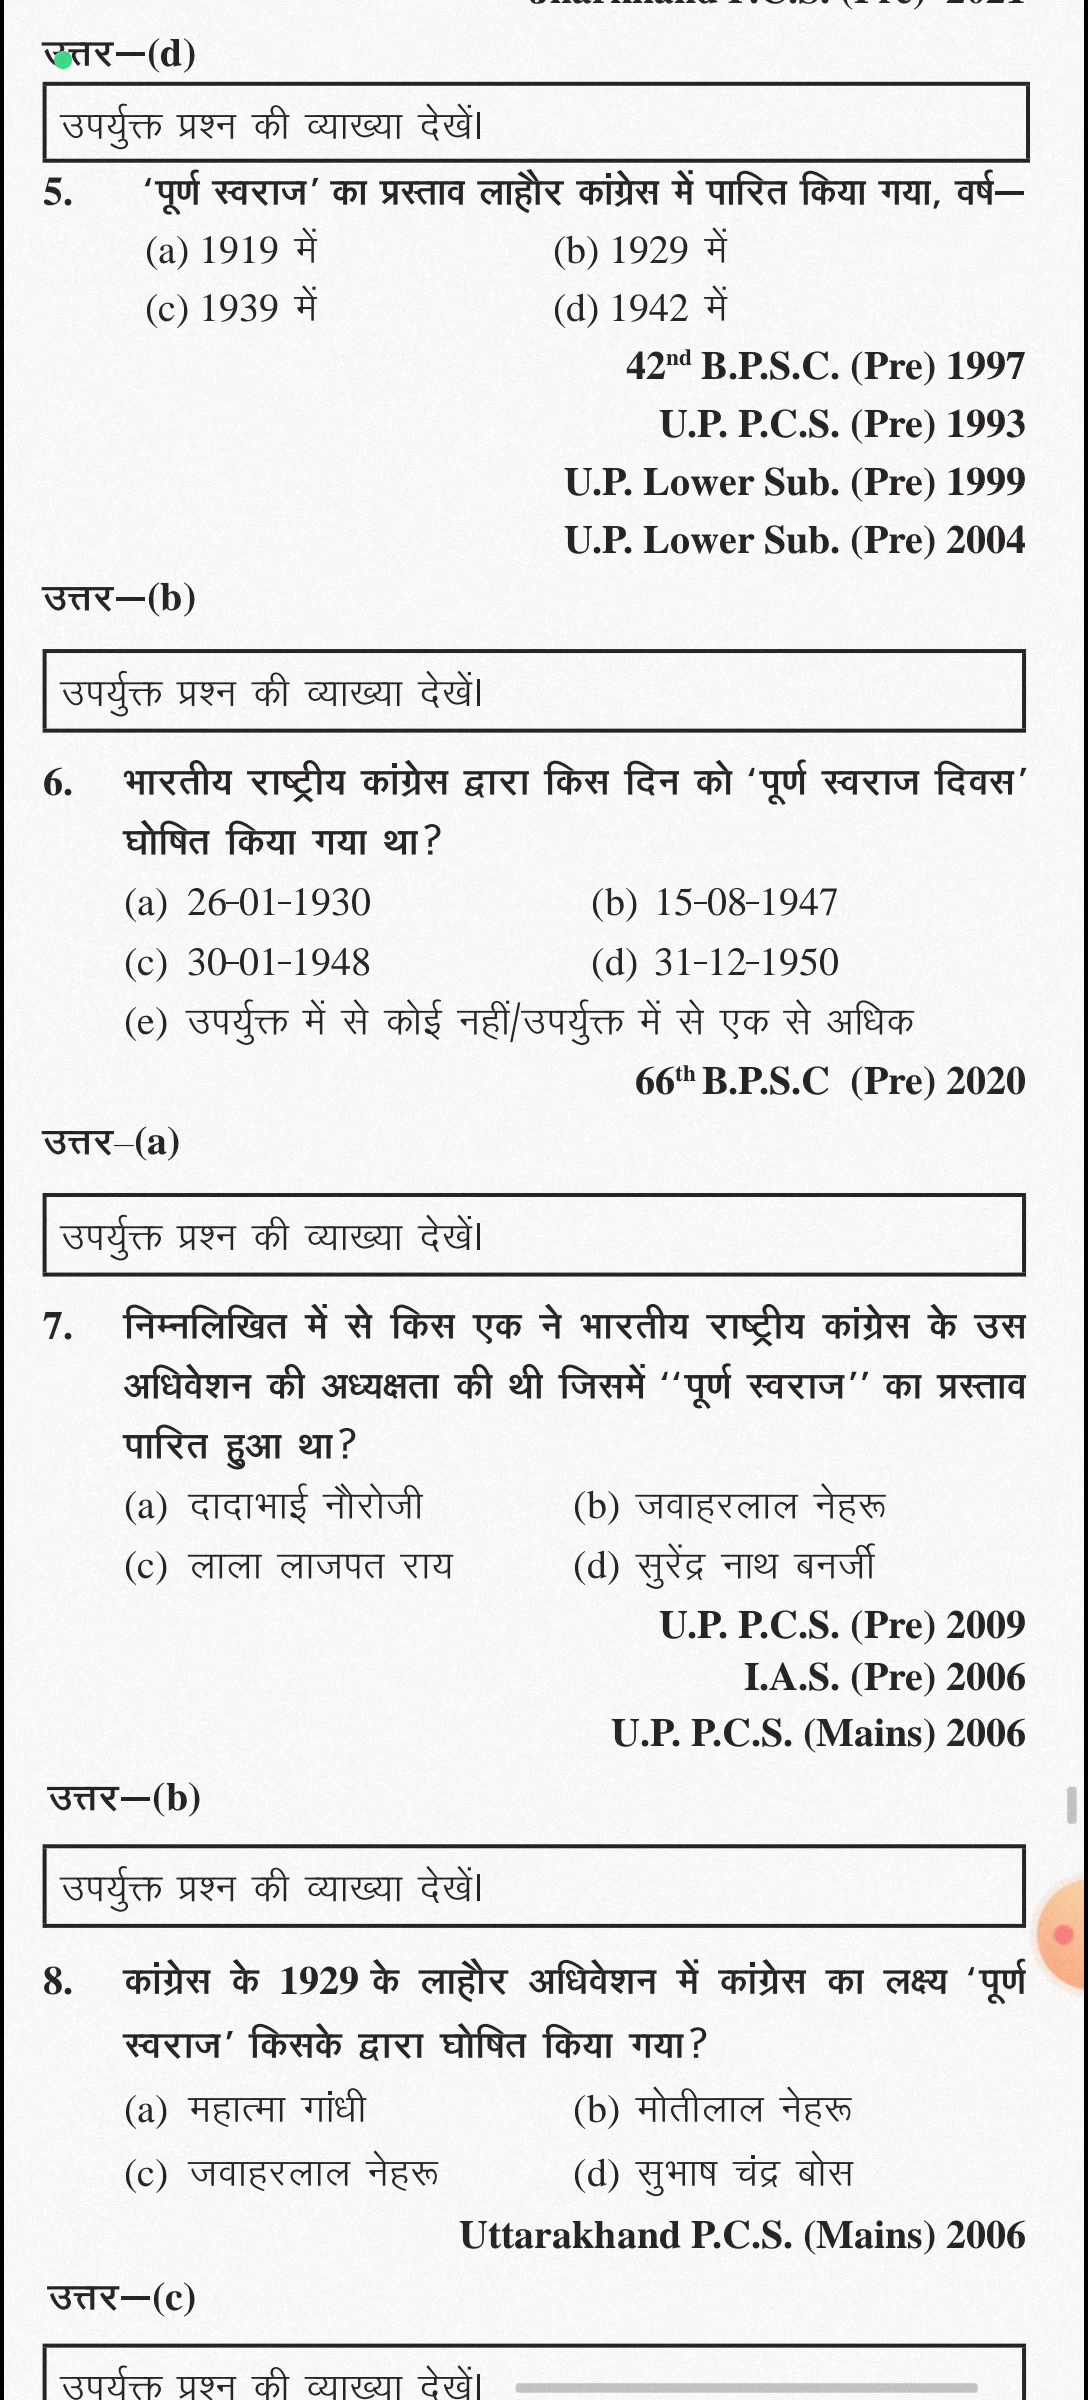 उत्तर—(d)
उपर्युक्त प्रश्न की व्याख्या देखें।
5. ‘पूर्ण स्वराज’ का प्रस्ताव लाहौर कांग्रेस में पारित किया गया, वर्ष—
(a) 1919 में (b) 1929 में
(c) 1939 में (d) 1942 में
42nd B.P.S.C. (Pre) 1997
U.P. P.C.S. (Pre) 1993
U.P. Lower Sub. (Pre) 1999
U.P. Lower Sub. (Pre) 2004
उत्तर—(b)
उपर्युक्त प्रश्न की व्याख्या देखें।
6. भारतीय राष्ट्रीय कांग्रेस द्वारा किस दिन को ‘पूर्ण स्वराज दिवस’
घोषित किया गया था?
(a) 26-01-1930 (b) 15-08-1947
(c) 30-01-1948 (d) 31-12-1950
(e) उपर्युक्त में से कोई नहीं/उपर्युक्त में से एक से अधिक
66th B.P.S.C (Pre) 2020
उत्तर–(a)
उपर्युक्त प्रश्न की व्याख्या देखें।
7. निम्नलिखित में से किस एक ने भारतीय राष्ट्रीय कांग्रेस के उस
अधिवेशन की अध्यक्षता की थी जिसमें ‘‘पूर्ण स्वराज’’ का प्रस्ताव
पारित हुआ था?
(a) दादाभाई नौरोजी (b) जवाहरलाल नेहरू
(c) लाला लाजपत राय (d) सुरेंद्र नाथ बनर्जी
U.P. P.C.S. (Pre) 2009
I.A.S. (Pre) 2006
U.P. P.C.S. (Mains) 2006
उत्तर—(b)
उपर्युक्त प्रश्न की व्याख्या देखें।
8. कांग्रेस के 1929 के लाहौर अधिवेशन में कांग्रेस का लक्ष्य ‘पूर्ण
स्वराज’ किसके द्वारा घोषित किया गया?
(a) महात्मा गांधी (b) मोतीलाल नेहरू
(c) जवाहरलाल नेहरू (d) सुभाष चंद्र बोस
Uttarakhand P.C.S. (Mains) 2006
उत्तर—(c)
उपर्युक्त प्रश्न की व्याख्या देखें।